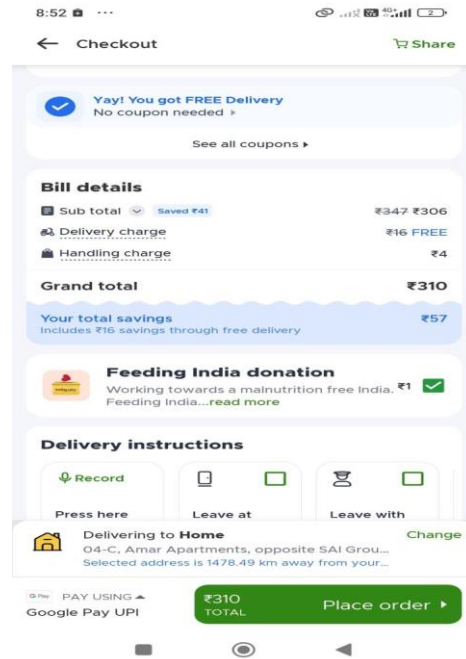 8:52 ...
4G 2
Checkout
Share
Yay! You got FREE Delivery
No coupon needed
See all coupons
Bill details
Sub total Saved ₹41 ₹347 ₹306
Delivery charge ₹16 FREE
Handling charge ₹4
Grand total ₹310
Your total savings ₹57
Includes ₹16 savings through free delivery
Feeding India donation
Working towards a malnutrition free India. ₹1
Feeding India...read more
Delivery instructions
Record
Press here
Leave at
Leave with
Delivering to Home Change
04-C, Amar Apartments, opposite SAI Grou...
Selected address is 1478.49 km away from your...
G Pay PAY USING
Google Pay UPI
₹310
TOTAL
Place order